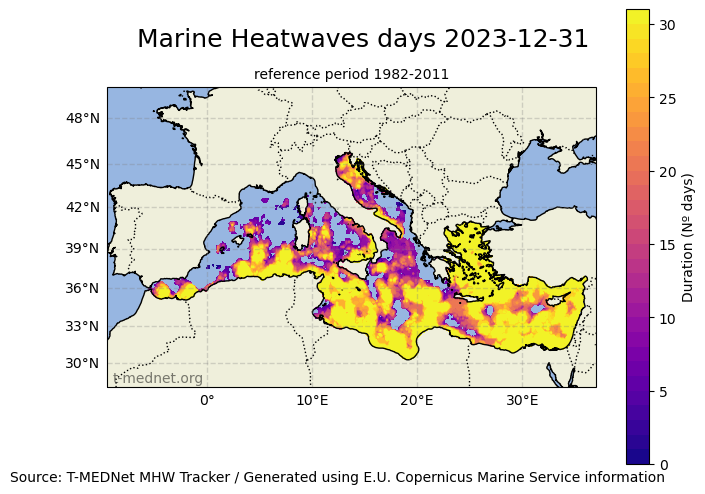 Marine Heatwaves days 2023-12-31
reference period 1982-2011
48°N
45°N
42°N
39°N
36°N
33°N
30°N
t-mednet.org
0°
10°E
20°E
30°E
30
25
20
15
10
5
0
Duration (Nº days)
Source: T-MEDNet MHW Tracker / Generated using E.U. Copernicus Marine Service information